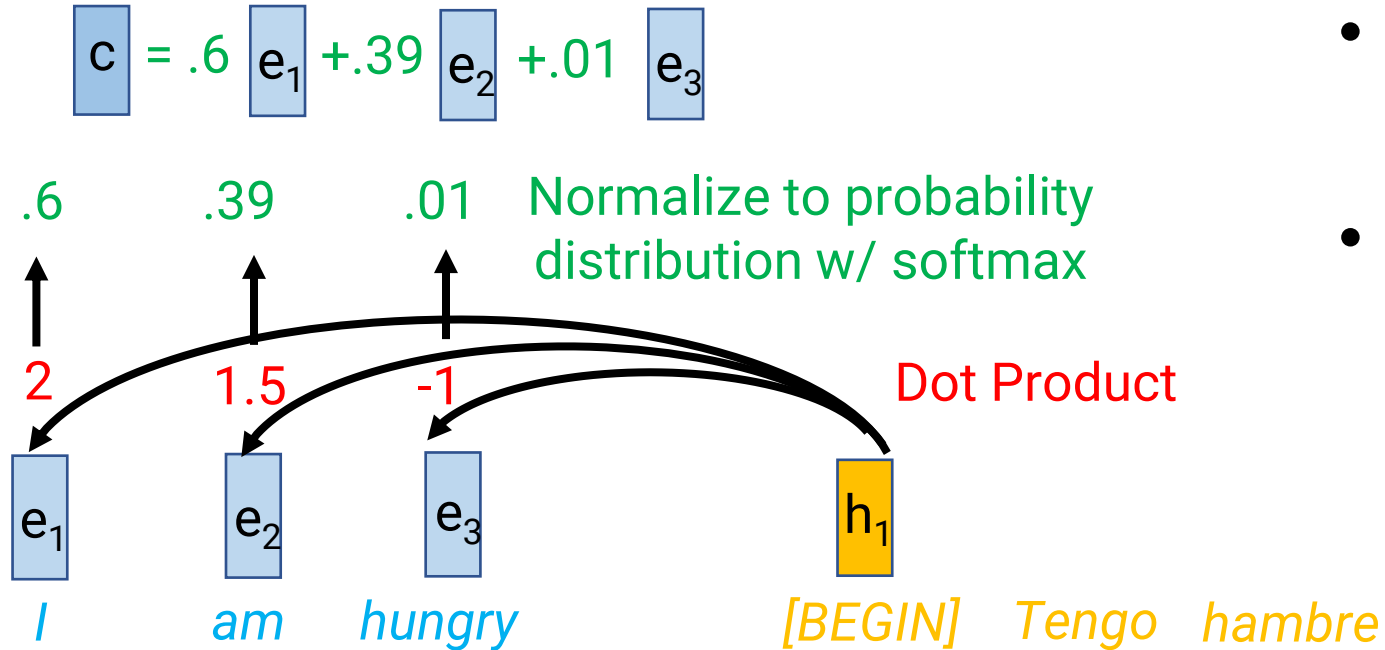 c = .6 e₁ +.39 e₂ +.01 e₃
.6 .39 .01 Normalize to probability
distribution w/ softmax
2 1.5 -1 Dot Product
e₁ e₂ e₃ h₁
I am hungry [BEGIN] Tengo hambre